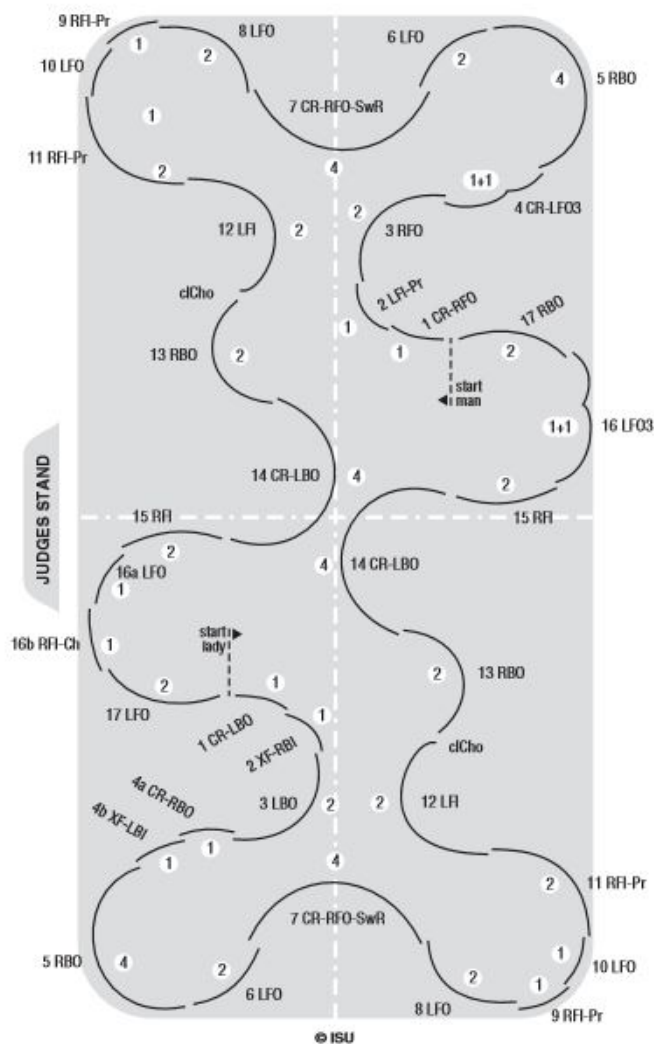 9 RFI-Pr
8 LFO
6 LFO
10 LFO
1
2
2
4
5 RBO
7 CR-RFO-SwR
1
4
1+1
11 RFI-Pr
2
4 CR-LFO3
12 LFI
2
2
3 RFO
clCho
2 LFI-Pr
1 CR-RFO
17 RBO
1
1
2
13 RBO
2
start
man
1+1
16 LFO3
14 CR-LBO
4
2
15 RFI
15 RFI
JUDGES STAND
2
4
14 CR-LBO
16a LFO
1
start
lady
16b RFI-Ch
1
2
13 RBO
2
1
17 LFO
1 CR-LBO
1
2 XF-RBI
clCho
4a CR-RBO
3 LBO
2
2
12 LFI
4b XF-LBI
1
1
4
11 RFI-Pr
2
7 CR-RFO-SwR
5 RBO
4
2
2
1
1
10 LFO
6 LFO
8 LFO
9 RFI-Pr
© ISU